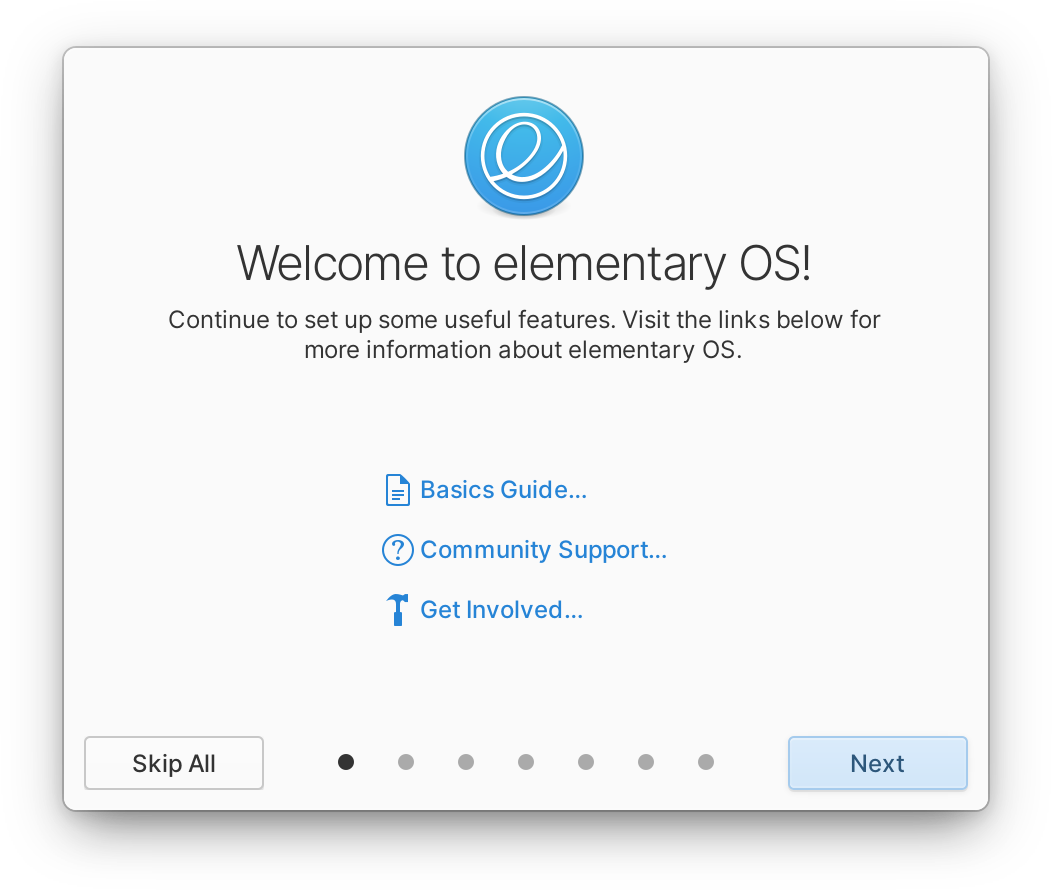 Welcome to elementary OS!
Continue to set up some useful features. Visit the links below for
more information about elementary OS.
Basics Guide…
Community Support…
Get Involved…
Skip All
Next